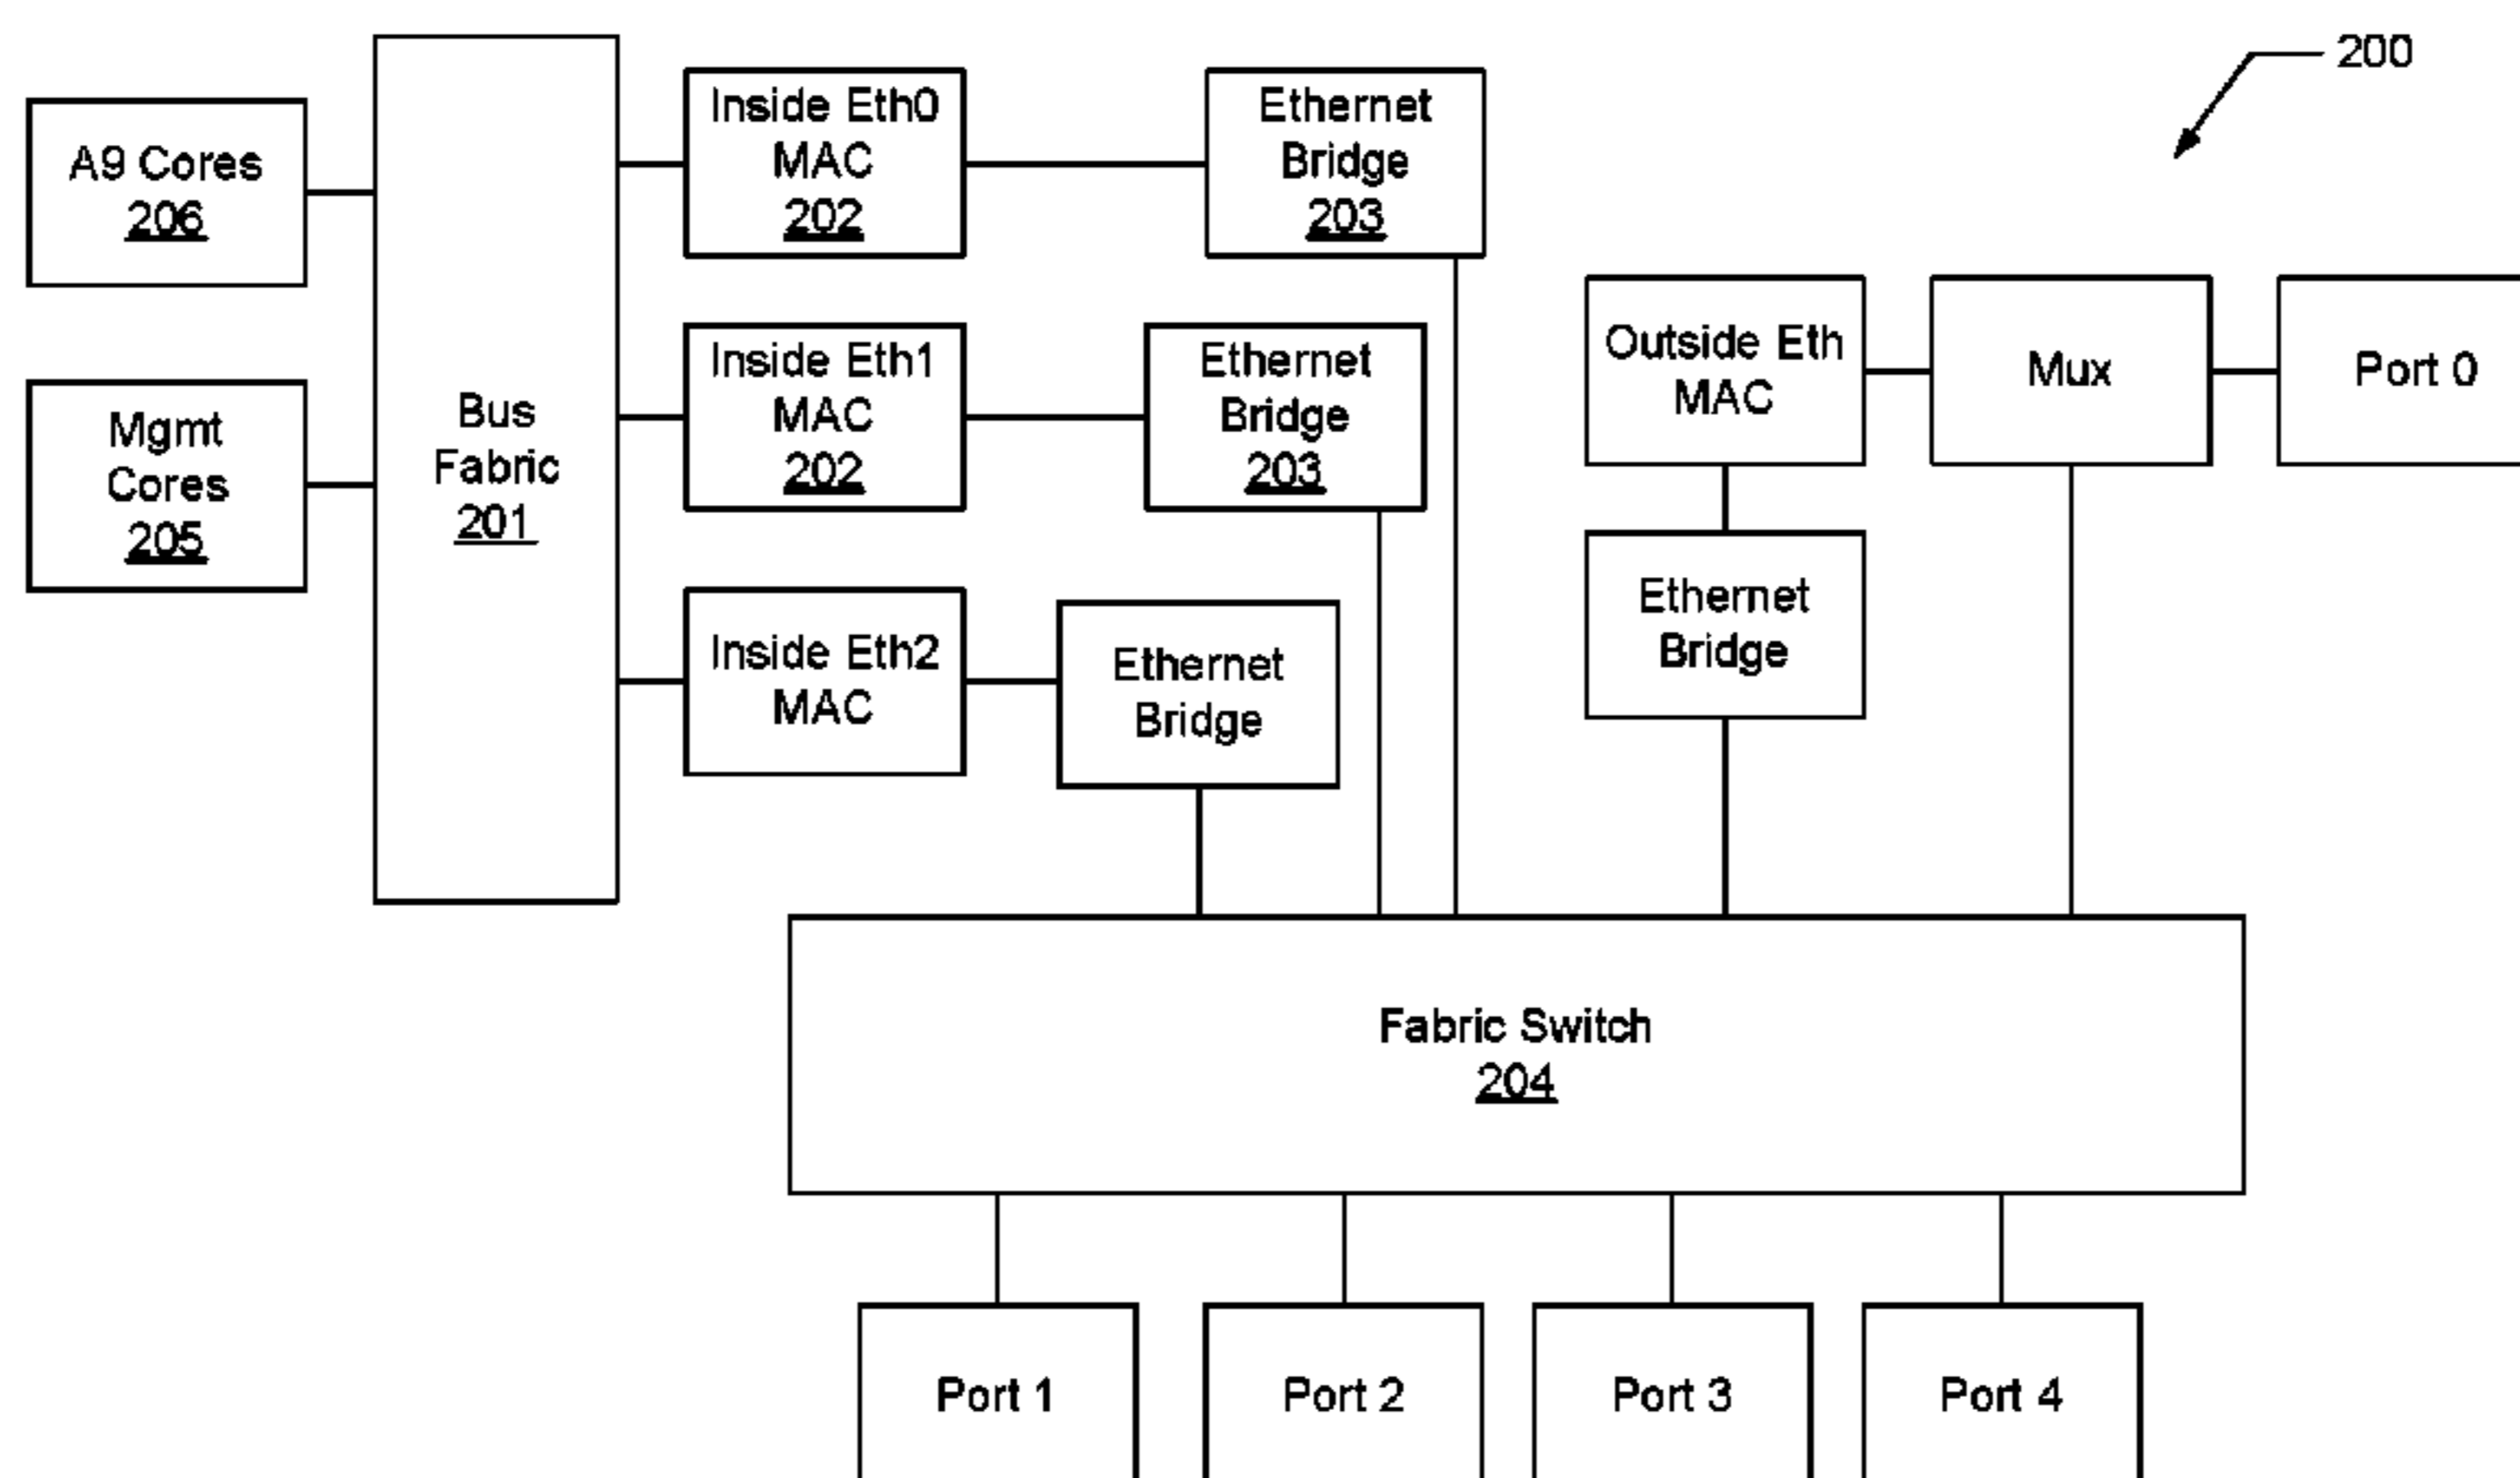 200
A9 Cores
206
Mgmt
Cores
205
Bus
Fabric
201
Inside Eth0
MAC
202
Ethernet
Bridge
203
Inside Eth1
MAC
202
Ethernet
Bridge
203
Inside Eth2
MAC
Ethernet
Bridge
Outside Eth
MAC
Mux
Port 0
Ethernet
Bridge
Fabric Switch
204
Port 1
Port 2
Port 3
Port 4